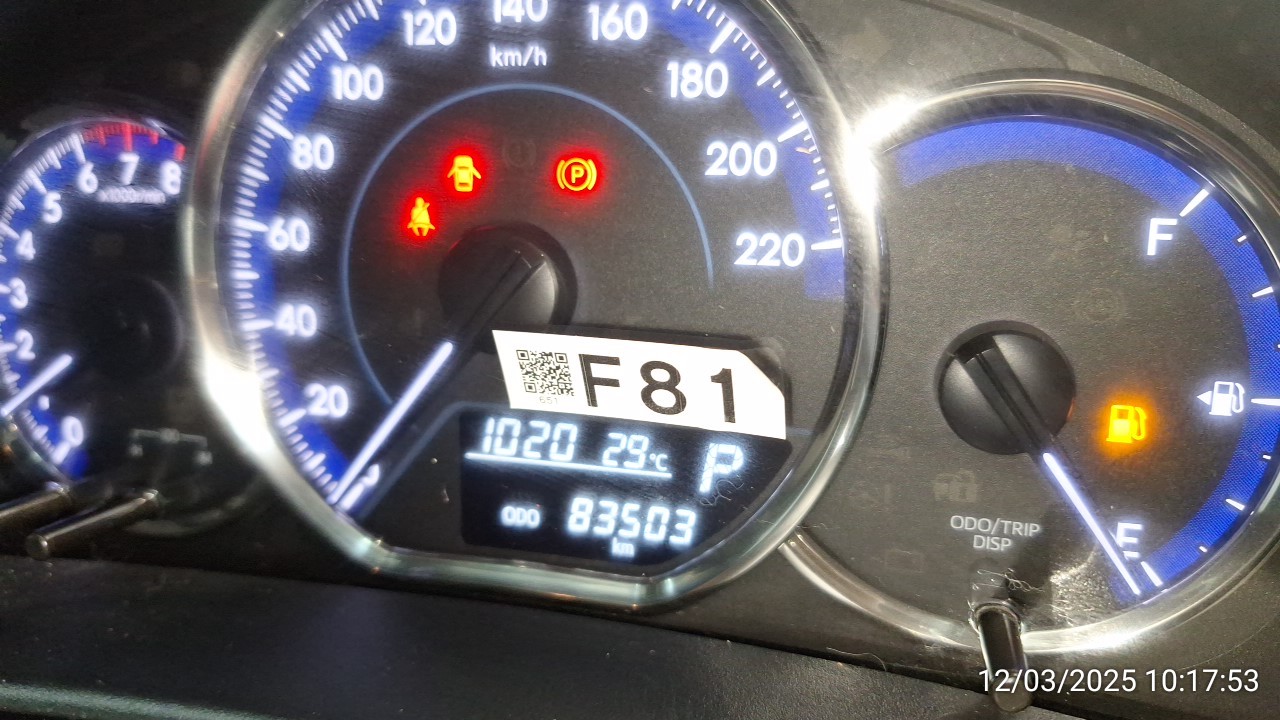 120 140 160
km/h
100 180
80 200
60 220
40
20
5 6 7 8
x1000r/min
4
3
2
0
P
F
F81
651
1020 29°C P
ODO 83503
km
E
ODO/TRIP
DISP
12/03/2025 10:17:53